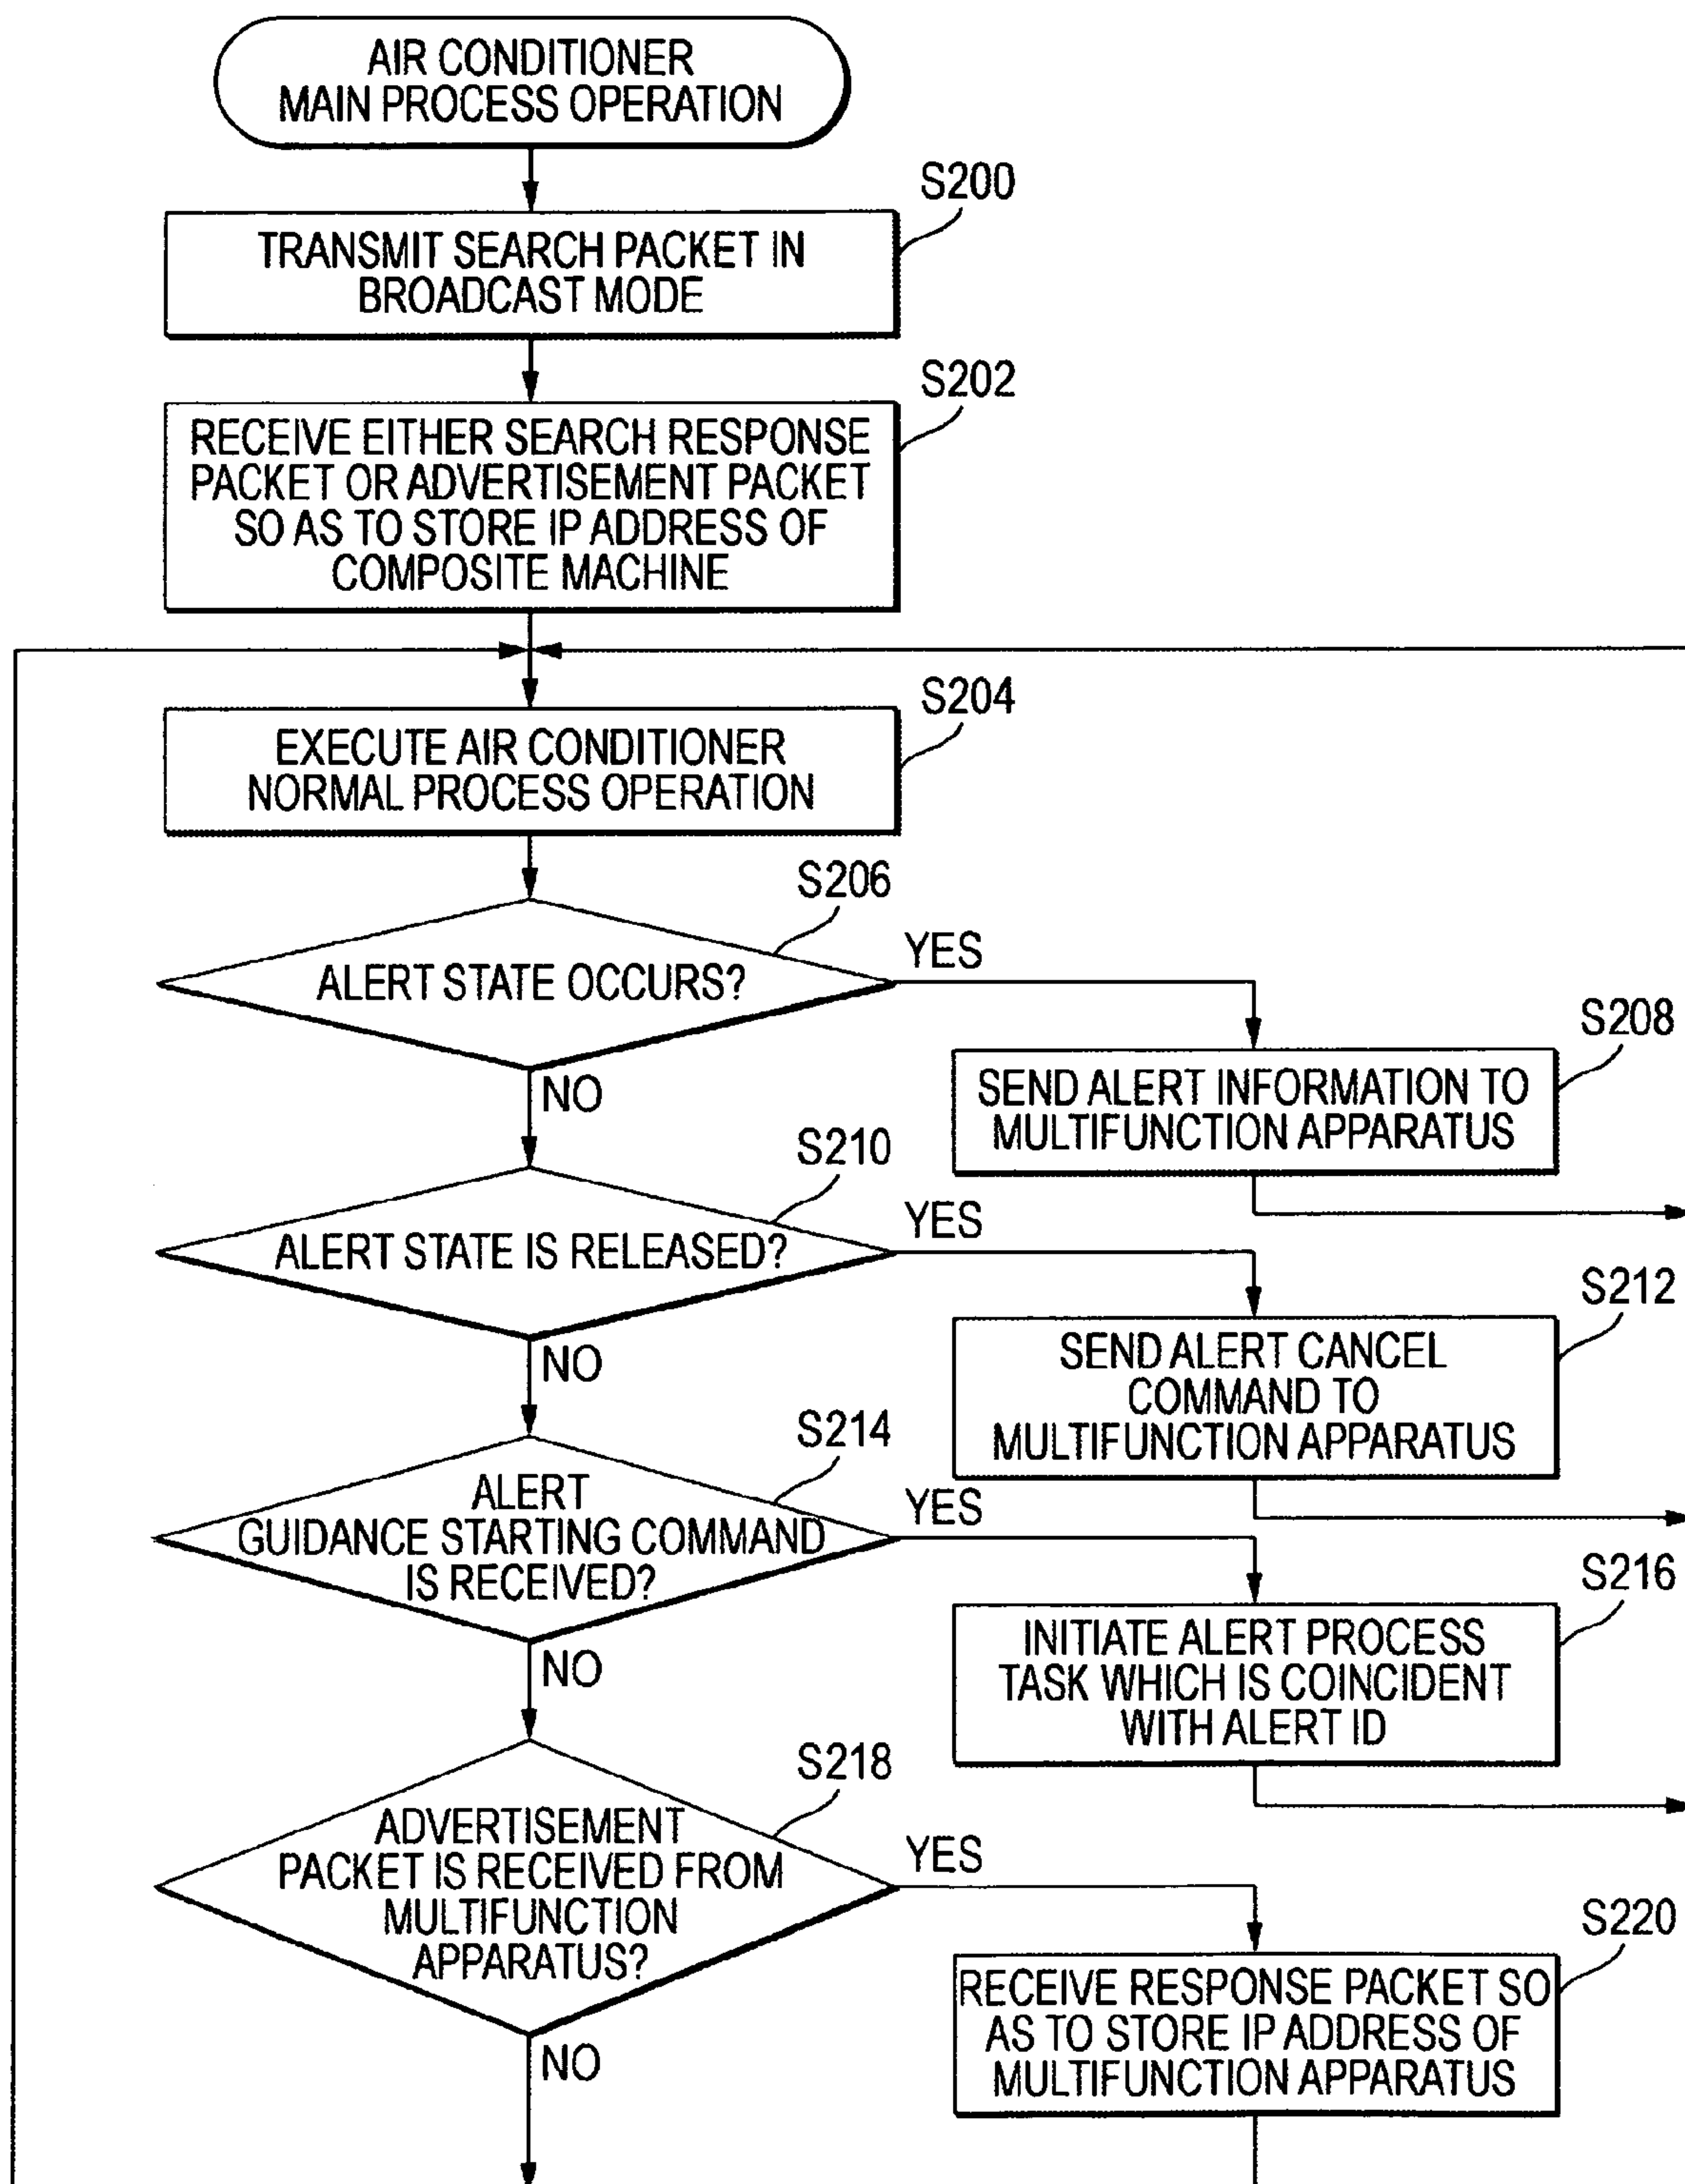 AIR CONDITIONER
MAIN PROCESS OPERATION
S200
TRANSMIT SEARCH PACKET IN
BROADCAST MODE
S202
RECEIVE EITHER SEARCH RESPONSE
PACKET OR ADVERTISEMENT PACKET
SO AS TO STORE IP ADDRESS OF
COMPOSITE MACHINE
S204
EXECUTE AIR CONDITIONER
NORMAL PROCESS OPERATION
S206
ALERT STATE OCCURS?
YES
NO
S208
SEND ALERT INFORMATION TO
MULTIFUNCTION APPARATUS
S210
ALERT STATE IS RELEASED?
YES
NO
S212
SEND ALERT CANCEL
COMMAND TO
MULTIFUNCTION APPARATUS
S214
ALERT
GUIDANCE STARTING COMMAND
IS RECEIVED?
YES
NO
S216
INITIATE ALERT PROCESS
TASK WHICH IS COINCIDENT
WITH ALERT ID
S218
ADVERTISEMENT
PACKET IS RECEIVED FROM
MULTIFUNCTION
APPARATUS?
YES
NO
S220
RECEIVE RESPONSE PACKET SO
AS TO STORE IP ADDRESS OF
MULTIFUNCTION APPARATUS